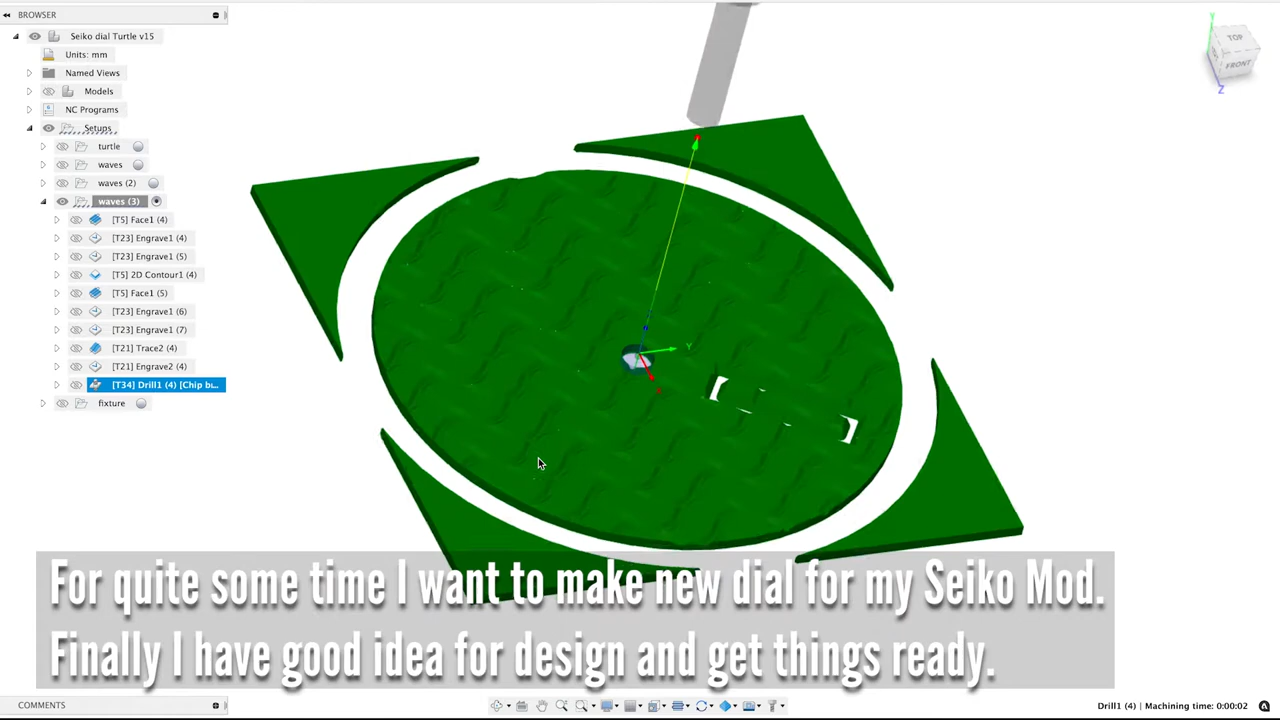 BROWSER
Seiko dial Turtle v15
Units: mm
Named Views
Models
NC Programs
Setups
turtle
waves
waves (2)
waves (3)
[T5] Face1 (4)
[T23] Engrave1 (4)
[T23] Engrave1 (5)
[T5] 2D Contour1 (4)
[T5] Face1 (5)
[T23] Engrave1 (6)
[T23] Engrave1 (7)
[T21] Trace2 (4)
[T21] Engrave2 (4)
[T34] Drill1 (4) [Chip bu...
fixture
Y
TOP
FRONT
Z
Y
For quite some time I want to make new dial for my Seiko Mod.
Finally I have good idea for design and get things ready.
COMMENTS
Drill1 (4) | Machining time: 0:00:02